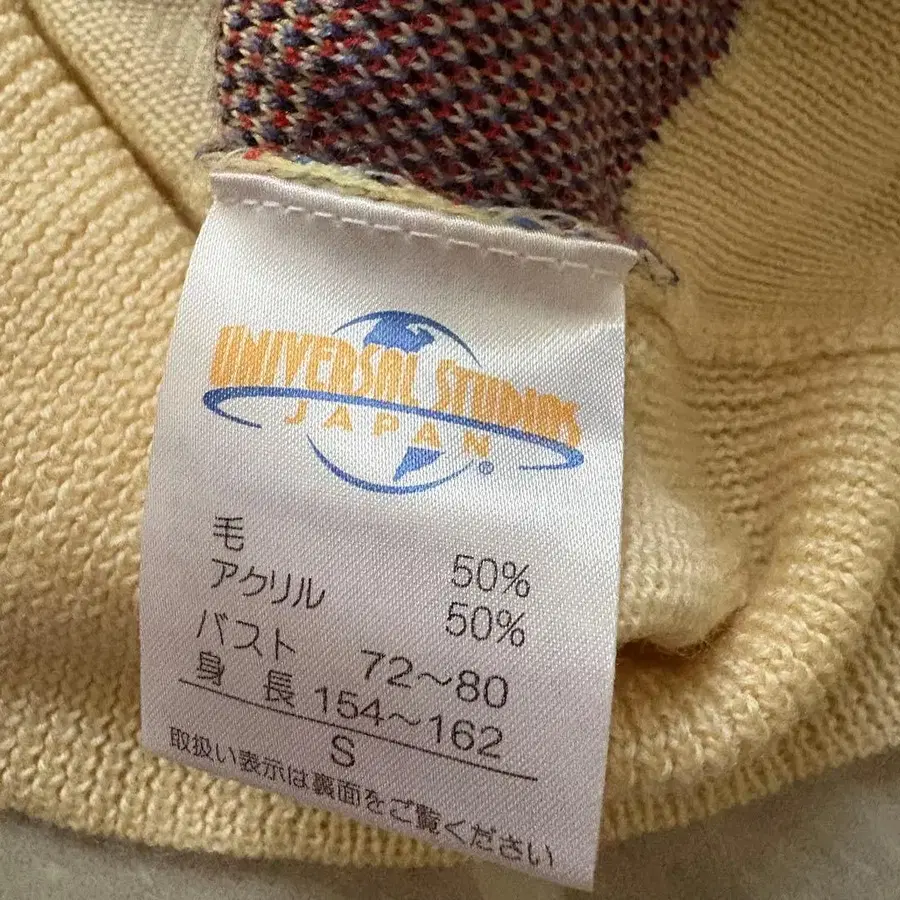 UNIVERSAL STUDIOS
JAPAN ®
毛 50%
アクリル 50%
バスト 72～80
身長 154～162
S
取扱い表示は裏面をご覧ください